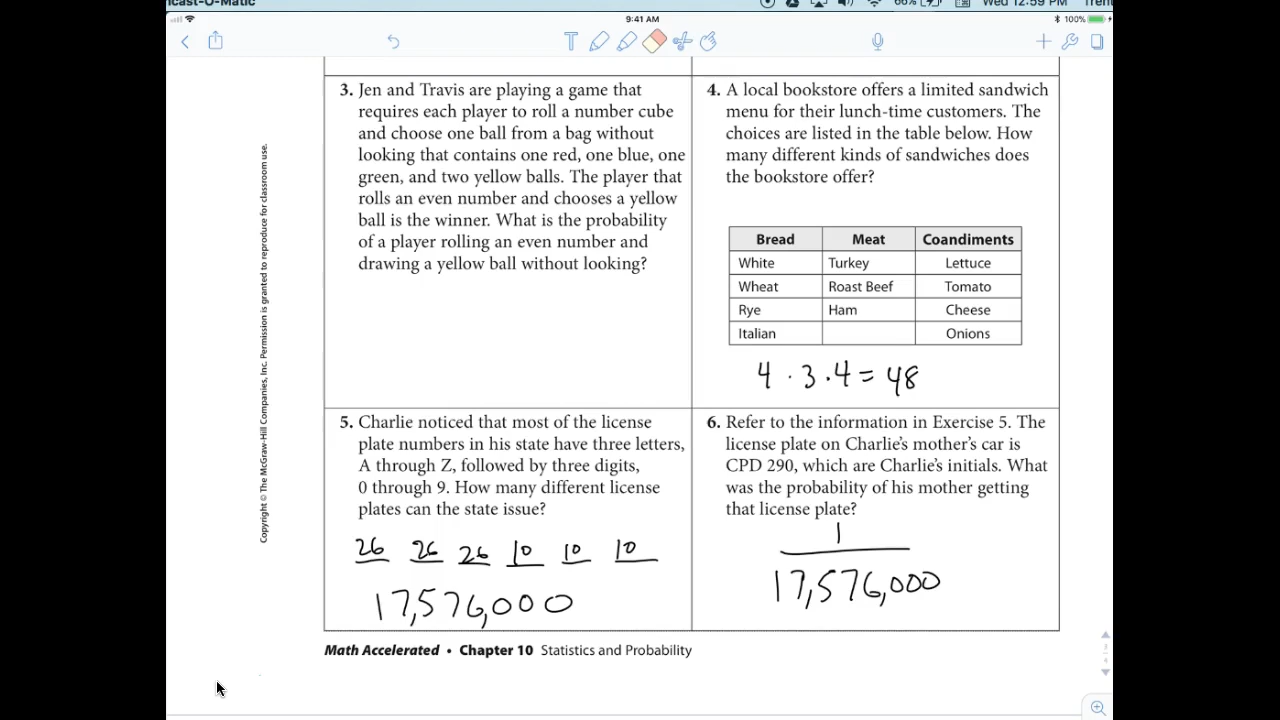 ncast-O-Matic
66%
Wed 12:59 PM
Tren
9:41 AM
100%
T
3. Jen and Travis are playing a game that
requires each player to roll a number cube
and choose one ball from a bag without
looking that contains one red, one blue, one
green, and two yellow balls. The player that
rolls an even number and chooses a yellow
ball is the winner. What is the probability
of a player rolling an even number and
drawing a yellow ball without looking?
4. A local bookstore offers a limited sandwich
menu for their lunch-time customers. The
choices are listed in the table below. How
many different kinds of sandwiches does
the bookstore offer?
Bread Meat Coandiments
White Turkey Lettuce
Wheat Roast Beef Tomato
Rye Ham Cheese
Italian Onions
4 · 3 · 4 = 48
5. Charlie noticed that most of the license
plate numbers in his state have three letters,
A through Z, followed by three digits,
0 through 9. How many different license
plates can the state issue?
26 26 26 10 10 10
17,576,000
6. Refer to the information in Exercise 5. The
license plate on Charlie's mother's car is
CPD 290, which are Charlie's initials. What
was the probability of his mother getting
that license plate?
1
17,576,000
Copyright © The McGraw-Hill Companies, Inc. Permission is granted to reproduce for classroom use.
Math Accelerated • Chapter 10 Statistics and Probability